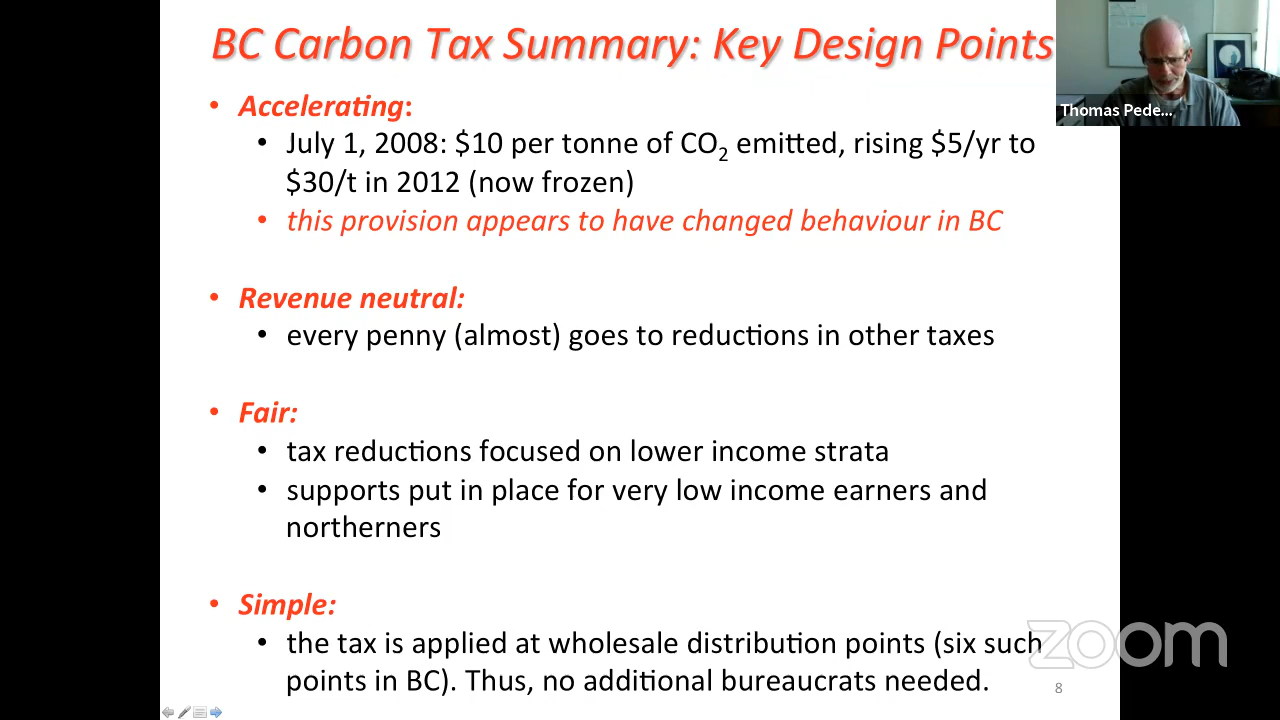 BC Carbon Tax Summary: Key Design Points
Thomas Pede...
• Accelerating:
• July 1, 2008: $10 per tonne of CO₂ emitted, rising $5/yr to
$30/t in 2012 (now frozen)
• this provision appears to have changed behaviour in BC
• Revenue neutral:
• every penny (almost) goes to reductions in other taxes
• Fair:
• tax reductions focused on lower income strata
• supports put in place for very low income earners and
northerners
• Simple:
• the tax is applied at wholesale distribution points (six such
points in BC). Thus, no additional bureaucrats needed.
zoom
8